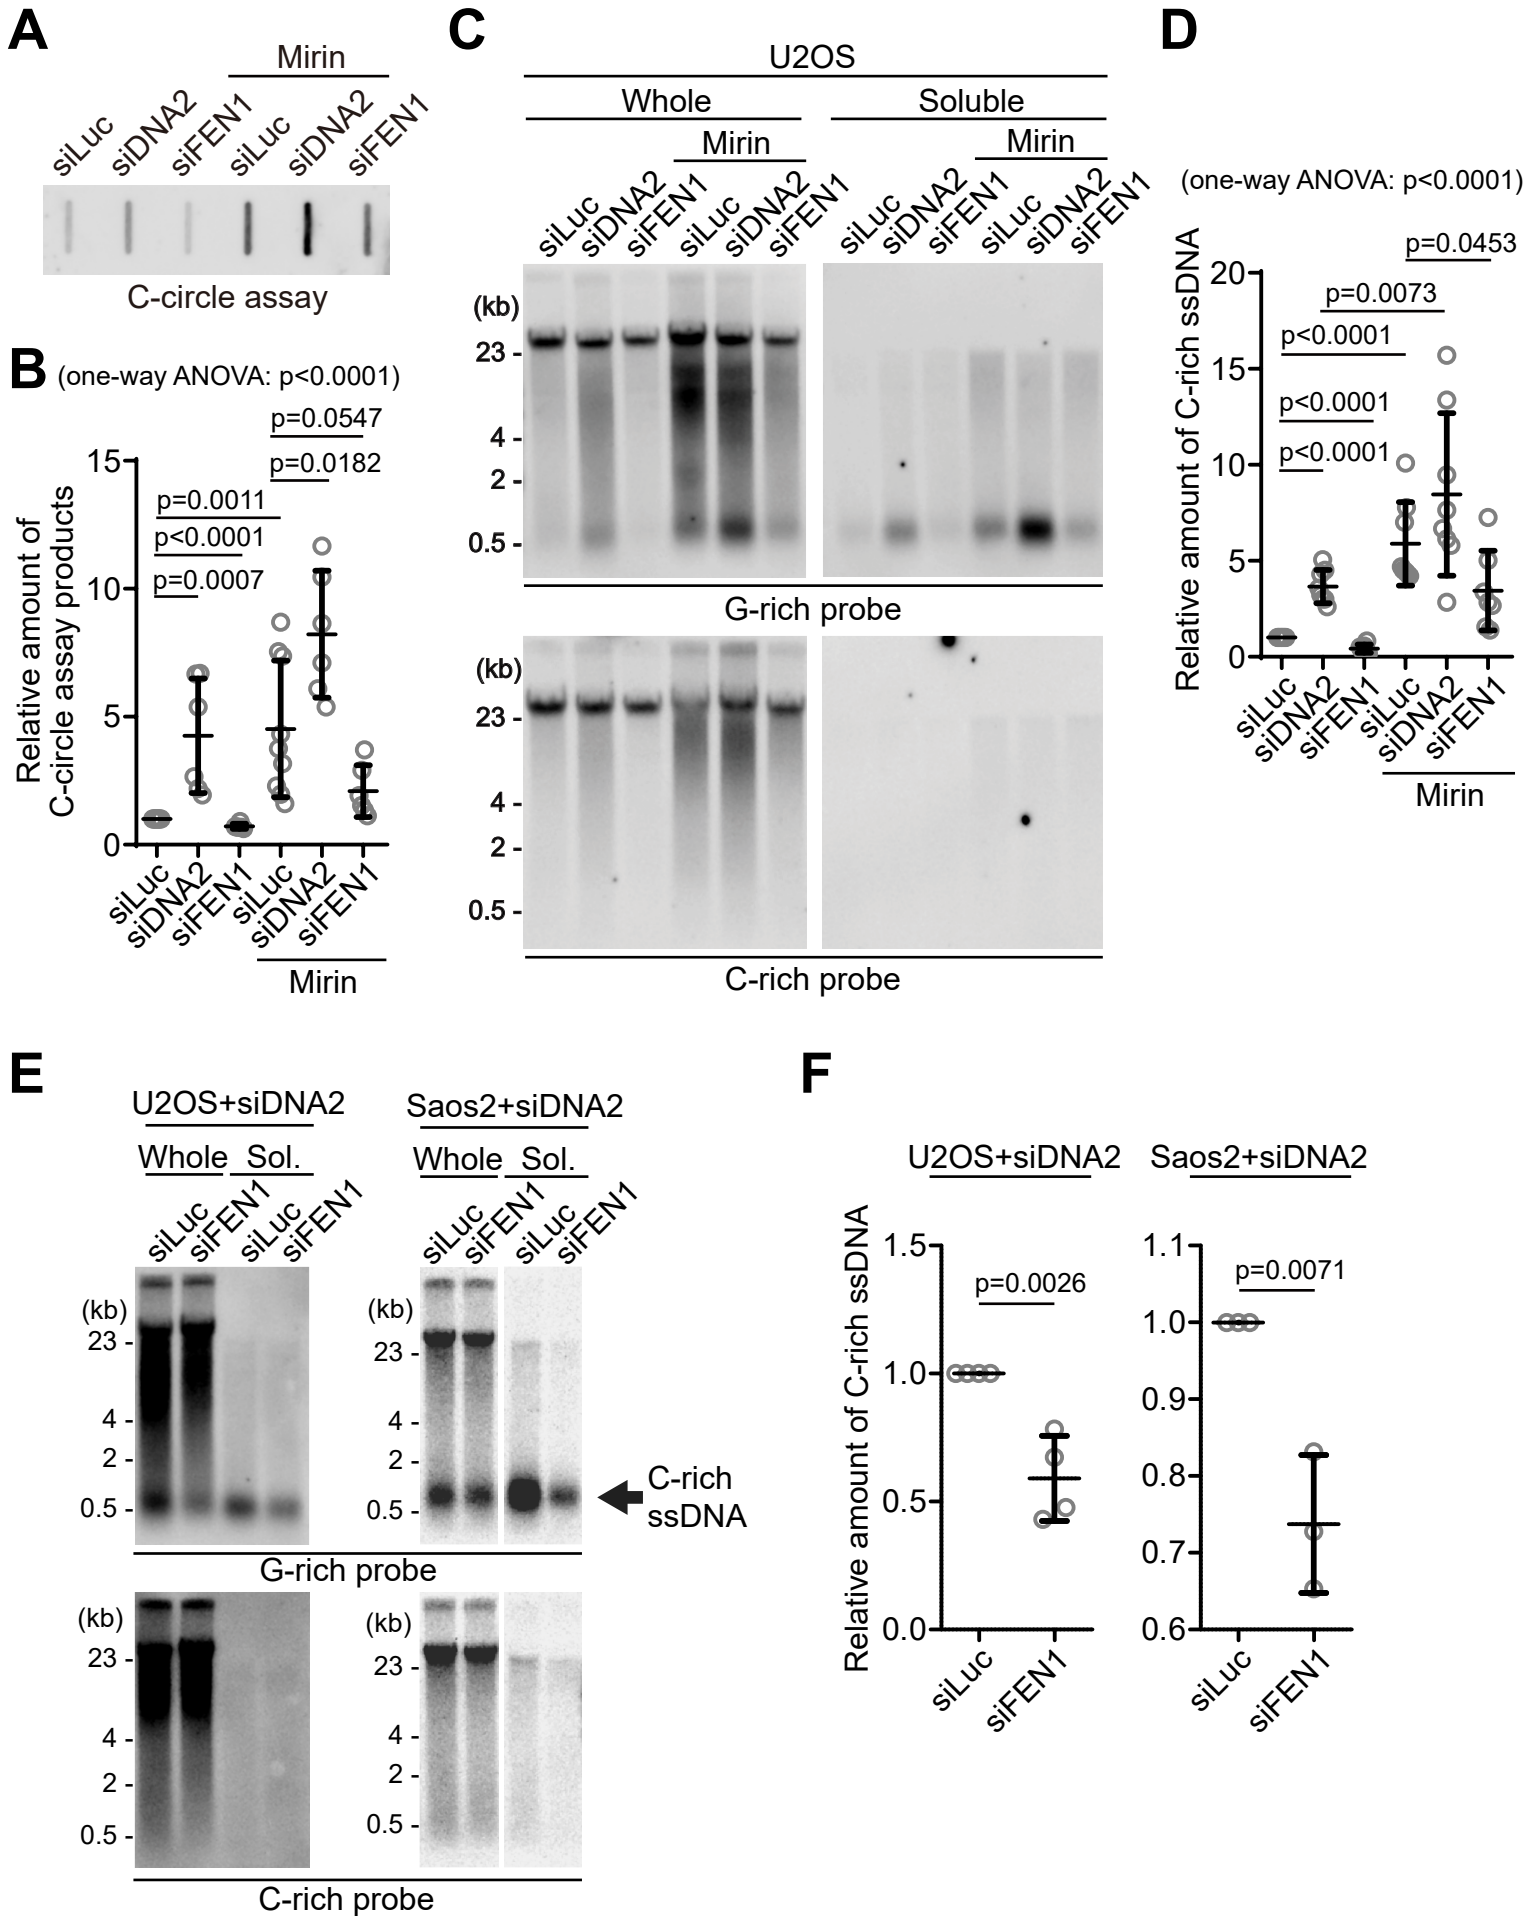 A
Mirin
siLuc
siDNA2
siFEN1
siLuc
siDNA2
siFEN1
C-circle assay
B
(one-way ANOVA: p<0.0001)
p=0.0547
p=0.0182
p=0.0011
p<0.0001
p=0.0007
Relative amount of
C-circle assay products
15
10
5
0
siLuc
siDNA2
siFEN1
siLuc
siDNA2
siFEN1
Mirin
C
U2OS
Whole
Soluble
Mirin
Mirin
siLuc
siDNA2
siFEN1
siLuc
siDNA2
siFEN1
siLuc
siDNA2
siFEN1
siLuc
siDNA2
siFEN1
(kb)
23 -
4 -
2 -
0.5 -
G-rich probe
(kb)
23 -
4 -
2 -
0.5 -
C-rich probe
D
(one-way ANOVA: p<0.0001)
p=0.0453
p=0.0073
p<0.0001
p<0.0001
p<0.0001
Relative amount of C-rich ssDNA
20
15
10
5
0
siLuc
siDNA2
siFEN1
siLuc
siDNA2
siFEN1
Mirin
E
U2OS+siDNA2
Saos2+siDNA2
Whole
Sol.
Whole
Sol.
siLuc
siFEN1
siLuc
siFEN1
siLuc
siFEN1
siLuc
siFEN1
(kb)
23 -
4 -
2 -
0.5 -
(kb)
23 -
4 -
2 -
0.5 -
C-rich
ssDNA
G-rich probe
(kb)
23 -
4 -
2 -
0.5 -
(kb)
23 -
4 -
2 -
0.5 -
C-rich probe
F
U2OS+siDNA2
Saos2+siDNA2
Relative amount of C-rich ssDNA
1.5
1.0
0.5
0.0
p=0.0026
siLuc
siFEN1
1.1
1.0
0.9
0.8
0.7
0.6
p=0.0071
siLuc
siFEN1